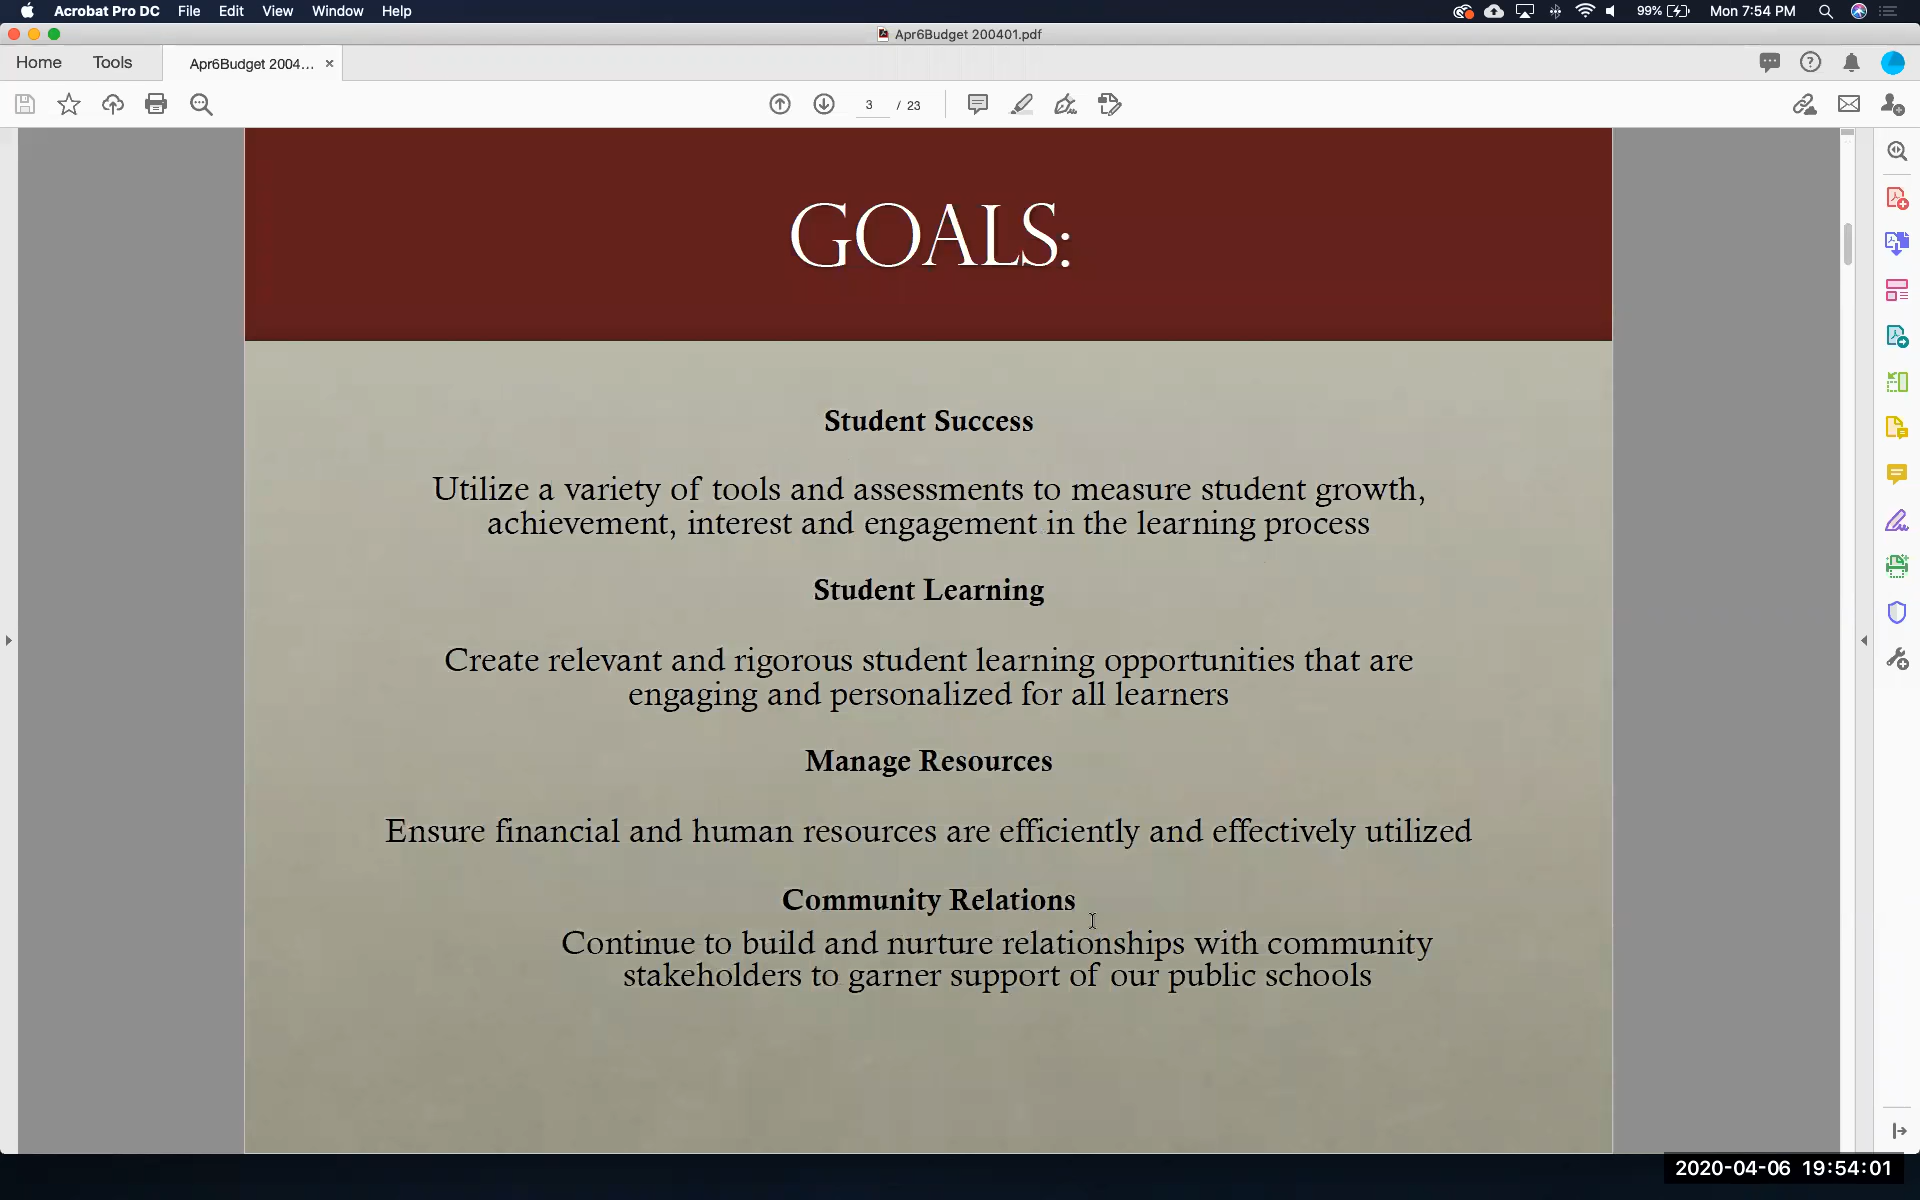 Acrobat Pro DC File Edit View Window Help 99% Mon 7:54 PM
Apr6Budget 200401.pdf
Home Tools Apr6Budget 2004... ×
3 / 23
GOALS:
Student Success
Utilize a variety of tools and assessments to measure student growth,
achievement, interest and engagement in the learning process
Student Learning
Create relevant and rigorous student learning opportunities that are
engaging and personalized for all learners
Manage Resources
Ensure financial and human resources are efficiently and effectively utilized
Community Relations
Continue to build and nurture relationships with community
stakeholders to garner support of our public schools
2020-04-06 19:54:01